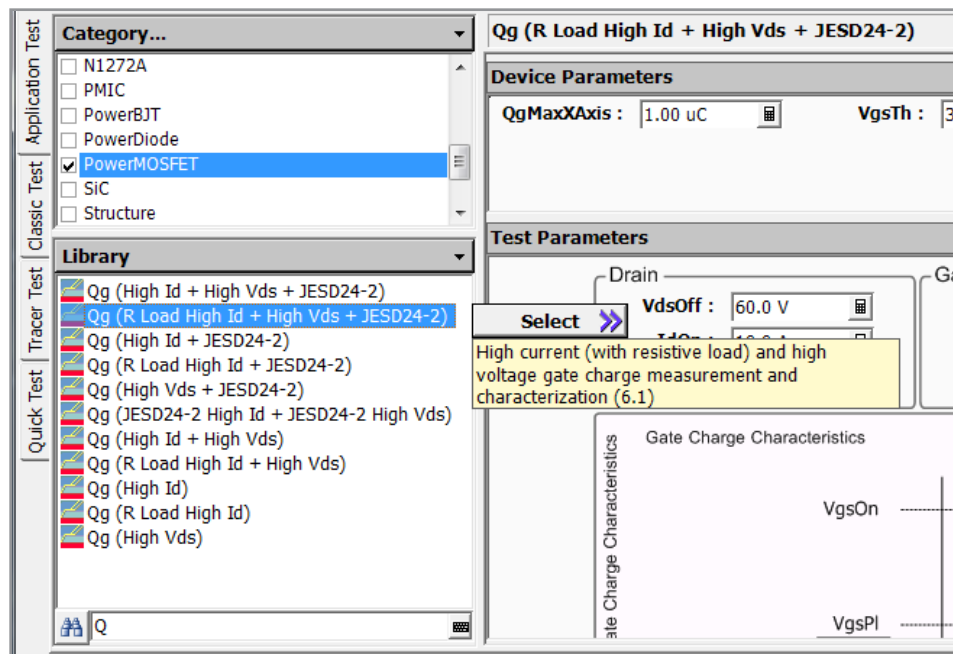 Application Test
Classic Test
Tracer Test
Quick Test
Category...
N1272A
PMIC
PowerBJT
PowerDiode
PowerMOSFET
SiC
Structure
Library
Qg (High Id + High Vds + JESD24-2)
Qg (R Load High Id + High Vds + JESD24-2)
Qg (High Id + JESD24-2)
Qg (R Load High Id + JESD24-2)
Qg (High Vds + JESD24-2)
Qg (JESD24-2 High Id + JESD24-2 High Vds)
Qg (High Id + High Vds)
Qg (R Load High Id + High Vds)
Qg (High Id)
Qg (R Load High Id)
Qg (High Vds)
Q
Qg (R Load High Id + High Vds + JESD24-2)
Device Parameters
QgMaxXAxis : 1.00 uC
VgsTh : 3
Test Parameters
Drain
VdsOff : 60.0 V
Select
High current (with resistive load) and high
voltage gate charge measurement and
characterization (6.1)
Gate Charge Characteristics
Charge Characteristics
VgsOn
VgsPl